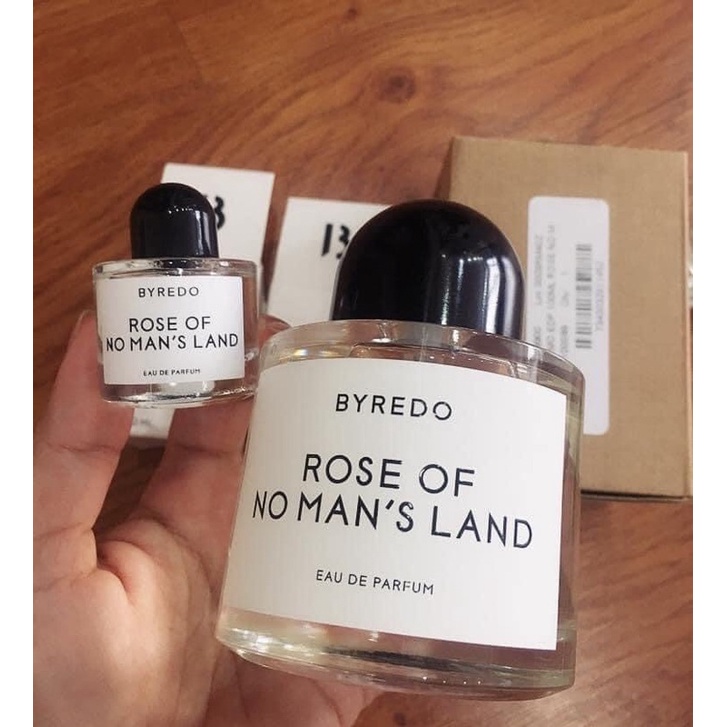 BYREDO
ROSE OF
NO MAN'S LAND
EAU DE PARFUM
BYREDO
ROSE OF
NO MAN'S LAND
EAU DE PARFUM
B